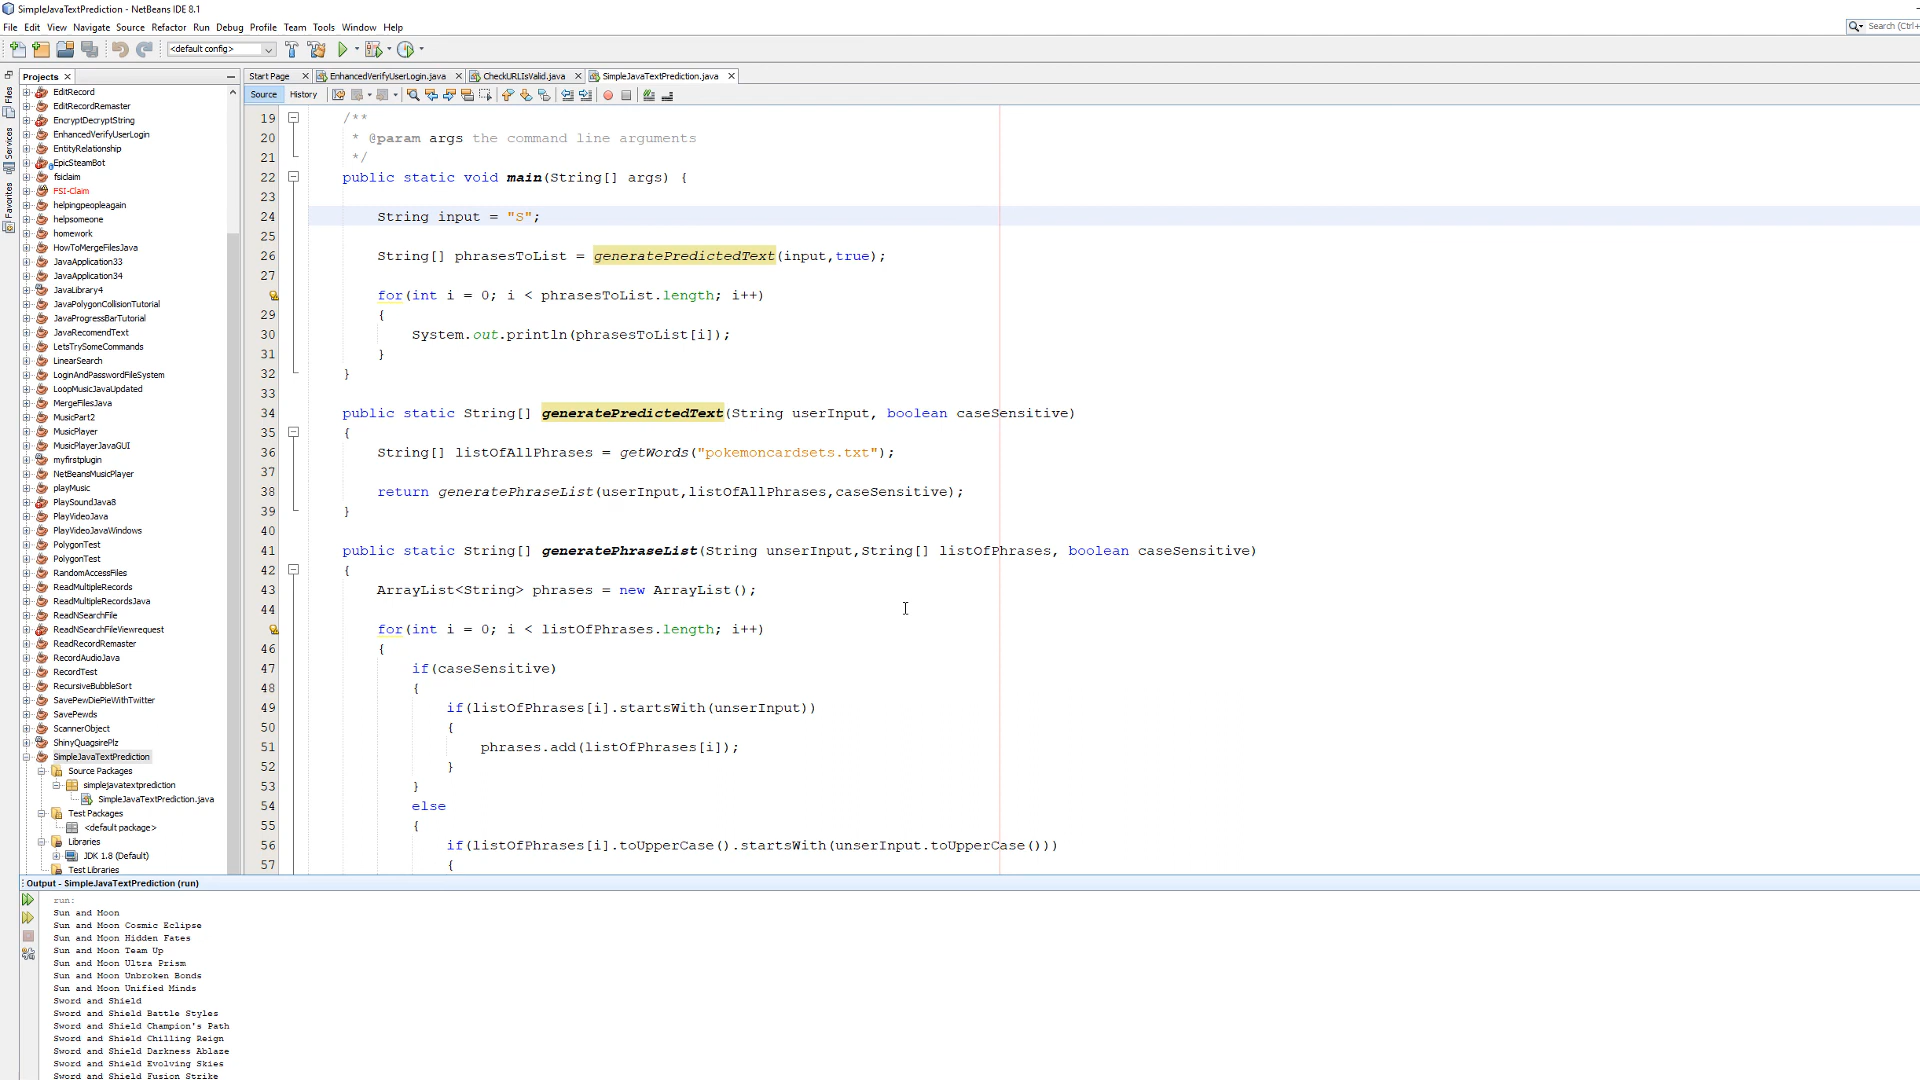 SimpleJavaTextPrediction - NetBeans IDE 8.1
File Edit View Navigate Source Refactor Run Debug Profile Team Tools Window Help
Search (Ctrl+
<default config>
Projects
Start Page
EnhancedVerifyUserLogin.java
CheckURLIsValid.java
SimpleJavaTextPrediction.java
Source History
Files
Services
Favorites
EditRecord
EditRecordRemaster
EncryptDecryptString
EnhancedVerifyUserLogin
EntityRelationship
EpicSteamBot
fsiclaim
FSI-Claim
helpingpeopleagain
helpsomeone
homework
HowToMergeFilesJava
JavaApplication33
JavaApplication34
JavaLibrary4
JavaPolygonCollisionTutorial
JavaProgressBarTutorial
JavaRecomendText
LetsTrySomeCommands
LinearSearch
LoginAndPasswordFileSystem
LoopMusicJavaUpdated
MergeFilesJava
MusicPart2
MusicPlayer
MusicPlayerJavaGUI
myfirstplugin
NetBeansMusicPlayer
playMusic
PlaySoundJava8
PlayVideoJava
PlayVideoJavaWindows
PolygonTest
PolygonTest
RandomAccessFiles
ReadMultipleRecords
ReadMultipleRecordsJava
ReadNSearchFile
ReadNSearchFileViewrequest
ReadRecordRemaster
RecordAudioJava
RecordTest
RecursiveBubbleSort
SavePewDiePieWithTwitter
SavePewds
ScannerObject
ShinyQuagsirePlz
SimpleJavaTextPrediction
Source Packages
simplejavatextprediction
SimpleJavaTextPrediction.java
Test Packages
<default package>
Libraries
JDK 1.8 (Default)
Test Libraries
19 /**
20 * @param args the command line arguments
21 */
22 public static void main(String[] args) {
23
24 String input = "S";
25
26 String[] phrasesToList = generatePredictedText(input,true);
27
for(int i = 0; i < phrasesToList.length; i++)
29 {
30 System.out.println(phrasesToList[i]);
31 }
32 }
33
34 public static String[] generatePredictedText(String userInput, boolean caseSensitive)
35 {
36 String[] listOfAllPhrases = getWords("pokemoncardsets.txt");
37
38 return generatePhraseList(userInput,listOfAllPhrases,caseSensitive);
39 }
40
41 public static String[] generatePhraseList(String unserInput,String[] listOfPhrases, boolean caseSensitive)
42 {
43 ArrayList<String> phrases = new ArrayList();
44
for(int i = 0; i < listOfPhrases.length; i++)
46 {
47 if(caseSensitive)
48 {
49 if(listOfPhrases[i].startsWith(unserInput))
50 {
51 phrases.add(listOfPhrases[i]);
52 }
53 }
54 else
55 {
56 if(listOfPhrases[i].toUpperCase().startsWith(unserInput.toUpperCase()))
57 {
Output - SimpleJavaTextPrediction (run)
run:
Sun and Moon
Sun and Moon Cosmic Eclipse
Sun and Moon Hidden Fates
Sun and Moon Team Up
Sun and Moon Ultra Prism
Sun and Moon Unbroken Bonds
Sun and Moon Unified Minds
Sword and Shield
Sword and Shield Battle Styles
Sword and Shield Champion's Path
Sword and Shield Chilling Reign
Sword and Shield Darkness Ablaze
Sword and Shield Evolving Skies
Sword and Shield Fusion Strike